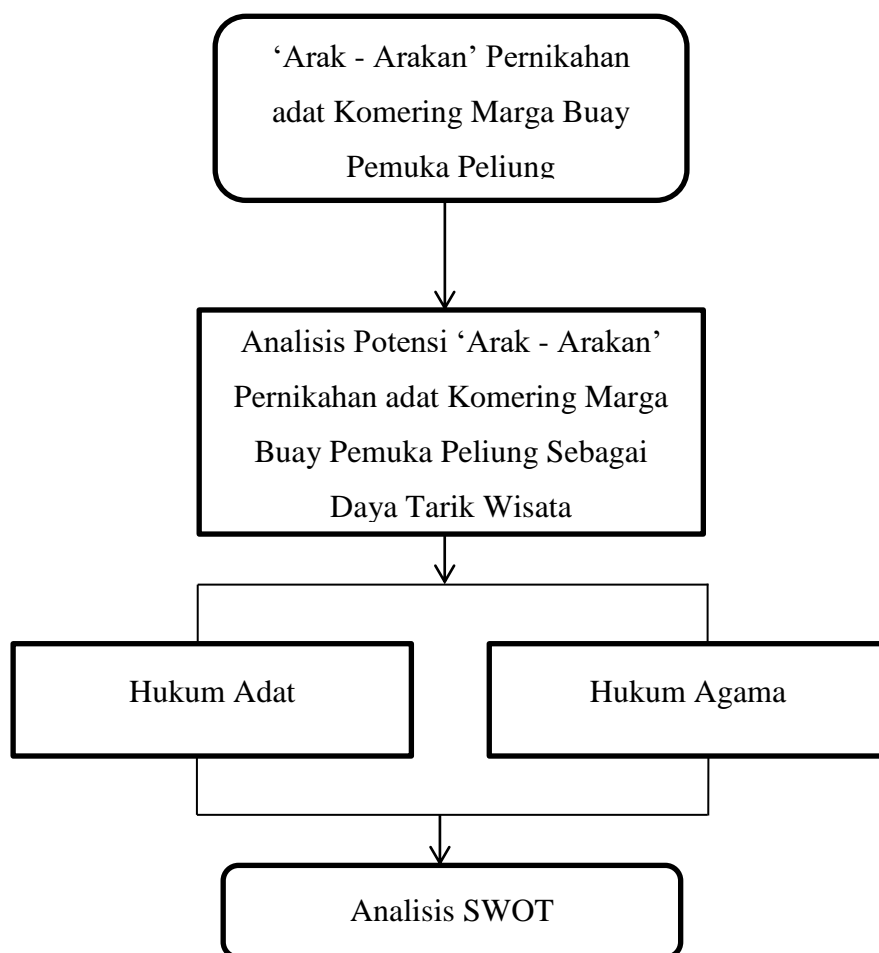 ‘Arak - Arakan’ Pernikahan
adat Komering Marga Buay
Pemuka Peliung
Analisis Potensi ‘Arak - Arakan’
Pernikahan adat Komering Marga
Buay Pemuka Peliung Sebagai
Daya Tarik Wisata
Hukum Adat
Hukum Agama
Analisis SWOT